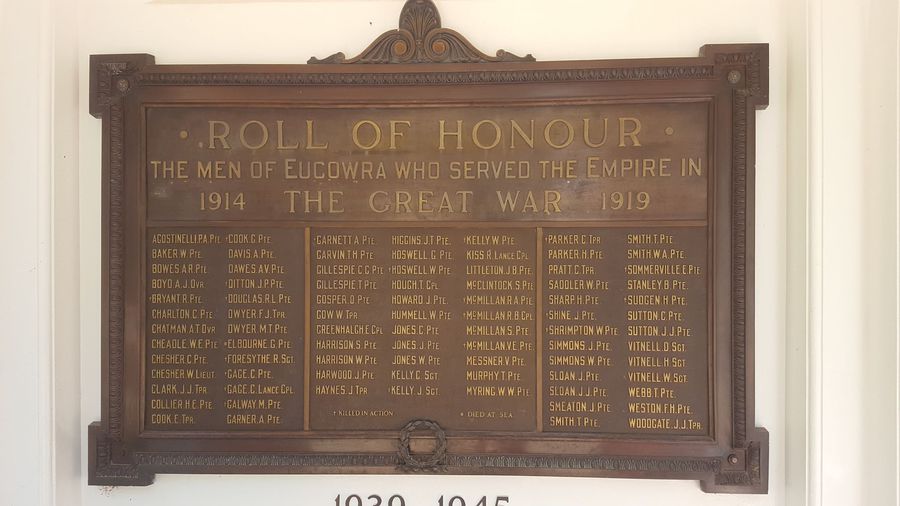 · ROLL OF HONOUR ·
THE MEN OF EUGOWRA WHO SERVED THE EMPIRE IN
1914 THE GREAT WAR 1919
AGOSTINELLI.P.A. PTE.
BAKER.W. PTE.
BOWES.A.R. PTE.
BOYD.A.J. DVR
†BRYANT.R. PTE.
CHARLTON.C. PTE.
CHATMAN.A.T. DVR
CHEADLE.W.E. PTE
CHESHER.C. PTE.
CHESHER.W. LIEUT.
CLARK.J.J. TPR.
COLLIER.H.E. PTE.
COOK.E. TPR.
COOK.G. PTE.
DAVIS.A. PTE.
DAWES.A.V. PTE.
DITTON.J.P. PTE.
DOUGLAS.R.L. PTE
DWYER.F.J. TPR.
DWYER.M.T. PTE.
ELBOURNE.G. PTE
FORESYTHE.R. SGT.
GAGE.C. PTE.
GAGE.C. LANCE CPL.
GALWAY.M. PTE.
GARNER.A. PTE.
GARNETT.A. PTE.
GARVIN.T.H. PTE.
GILLESPIE.C.G. PTE
GILLESPIE.T. PTE.
GOSPER.O. PTE
GOW.W. TPR.
GREENHALGH.E. CPL.
HARRISON.S. PTE.
HARRISON.W. PTE.
HARWOOD.J. PTE.
HAYNES.J. TPR.
HIGGINS.J.T. PTE.
HOSWELL.G. PTE
HOSWELL.W. PTE
HOUGH.T. CPL.
HOWARD.J. PTE.
HUMMELL.W. PTE
JONES.C. PTE.
JONES.J. PTE.
JONES.W. PTE.
KELLY.C. SGT.
KELLY.J. SGT.
KELLY.W. PTE.
KISS.R. LANCE CPL.
LITTLETON.J.B. PTE.
MCCLINTOCK.S. PTE
MCMILLAN.R.A. PTE
MCMILLAN.R.B. CPL
MCMILLAN.S. PTE.
MCMILLAN.V.E. PTE
MESSNER.V. PTE.
MURPHY.T. PTE.
MYRING.W.W. PTE.
† KILLED IN ACTION
* DIED AT SEA
PARKER.C. TPR
PARKER.H. PTE.
PRATT.C. TPR.
SADDLER.W. PTE.
SHARP.H. PTE.
SHINE.J. PTE.
SHRIMPTON.W. PTE.
SIMMONS.J. PTE.
SIMMONS.W. PTE.
SLOAN.J. PTE.
SLOAN.J.J. PTE.
SMEATON.J. PTE.
SMITH.T. PTE.
SMITH.T. PTE.
SMITH.W.A. PTE.
SOMMERVILLE.E. PTE
STANLEY.B. PTE.
SUDGEN.H. PTE.
SUTTON.C. PTE.
SUTTON.J.J. PTE
VITNELL.D. SGT
VITNELL.H. SGT
VITNELL.W. SGT.
WEBB.T. PTE.
WESTON.F.H. PTE.
WOODGATE.J.J. TPR.
1939 1945